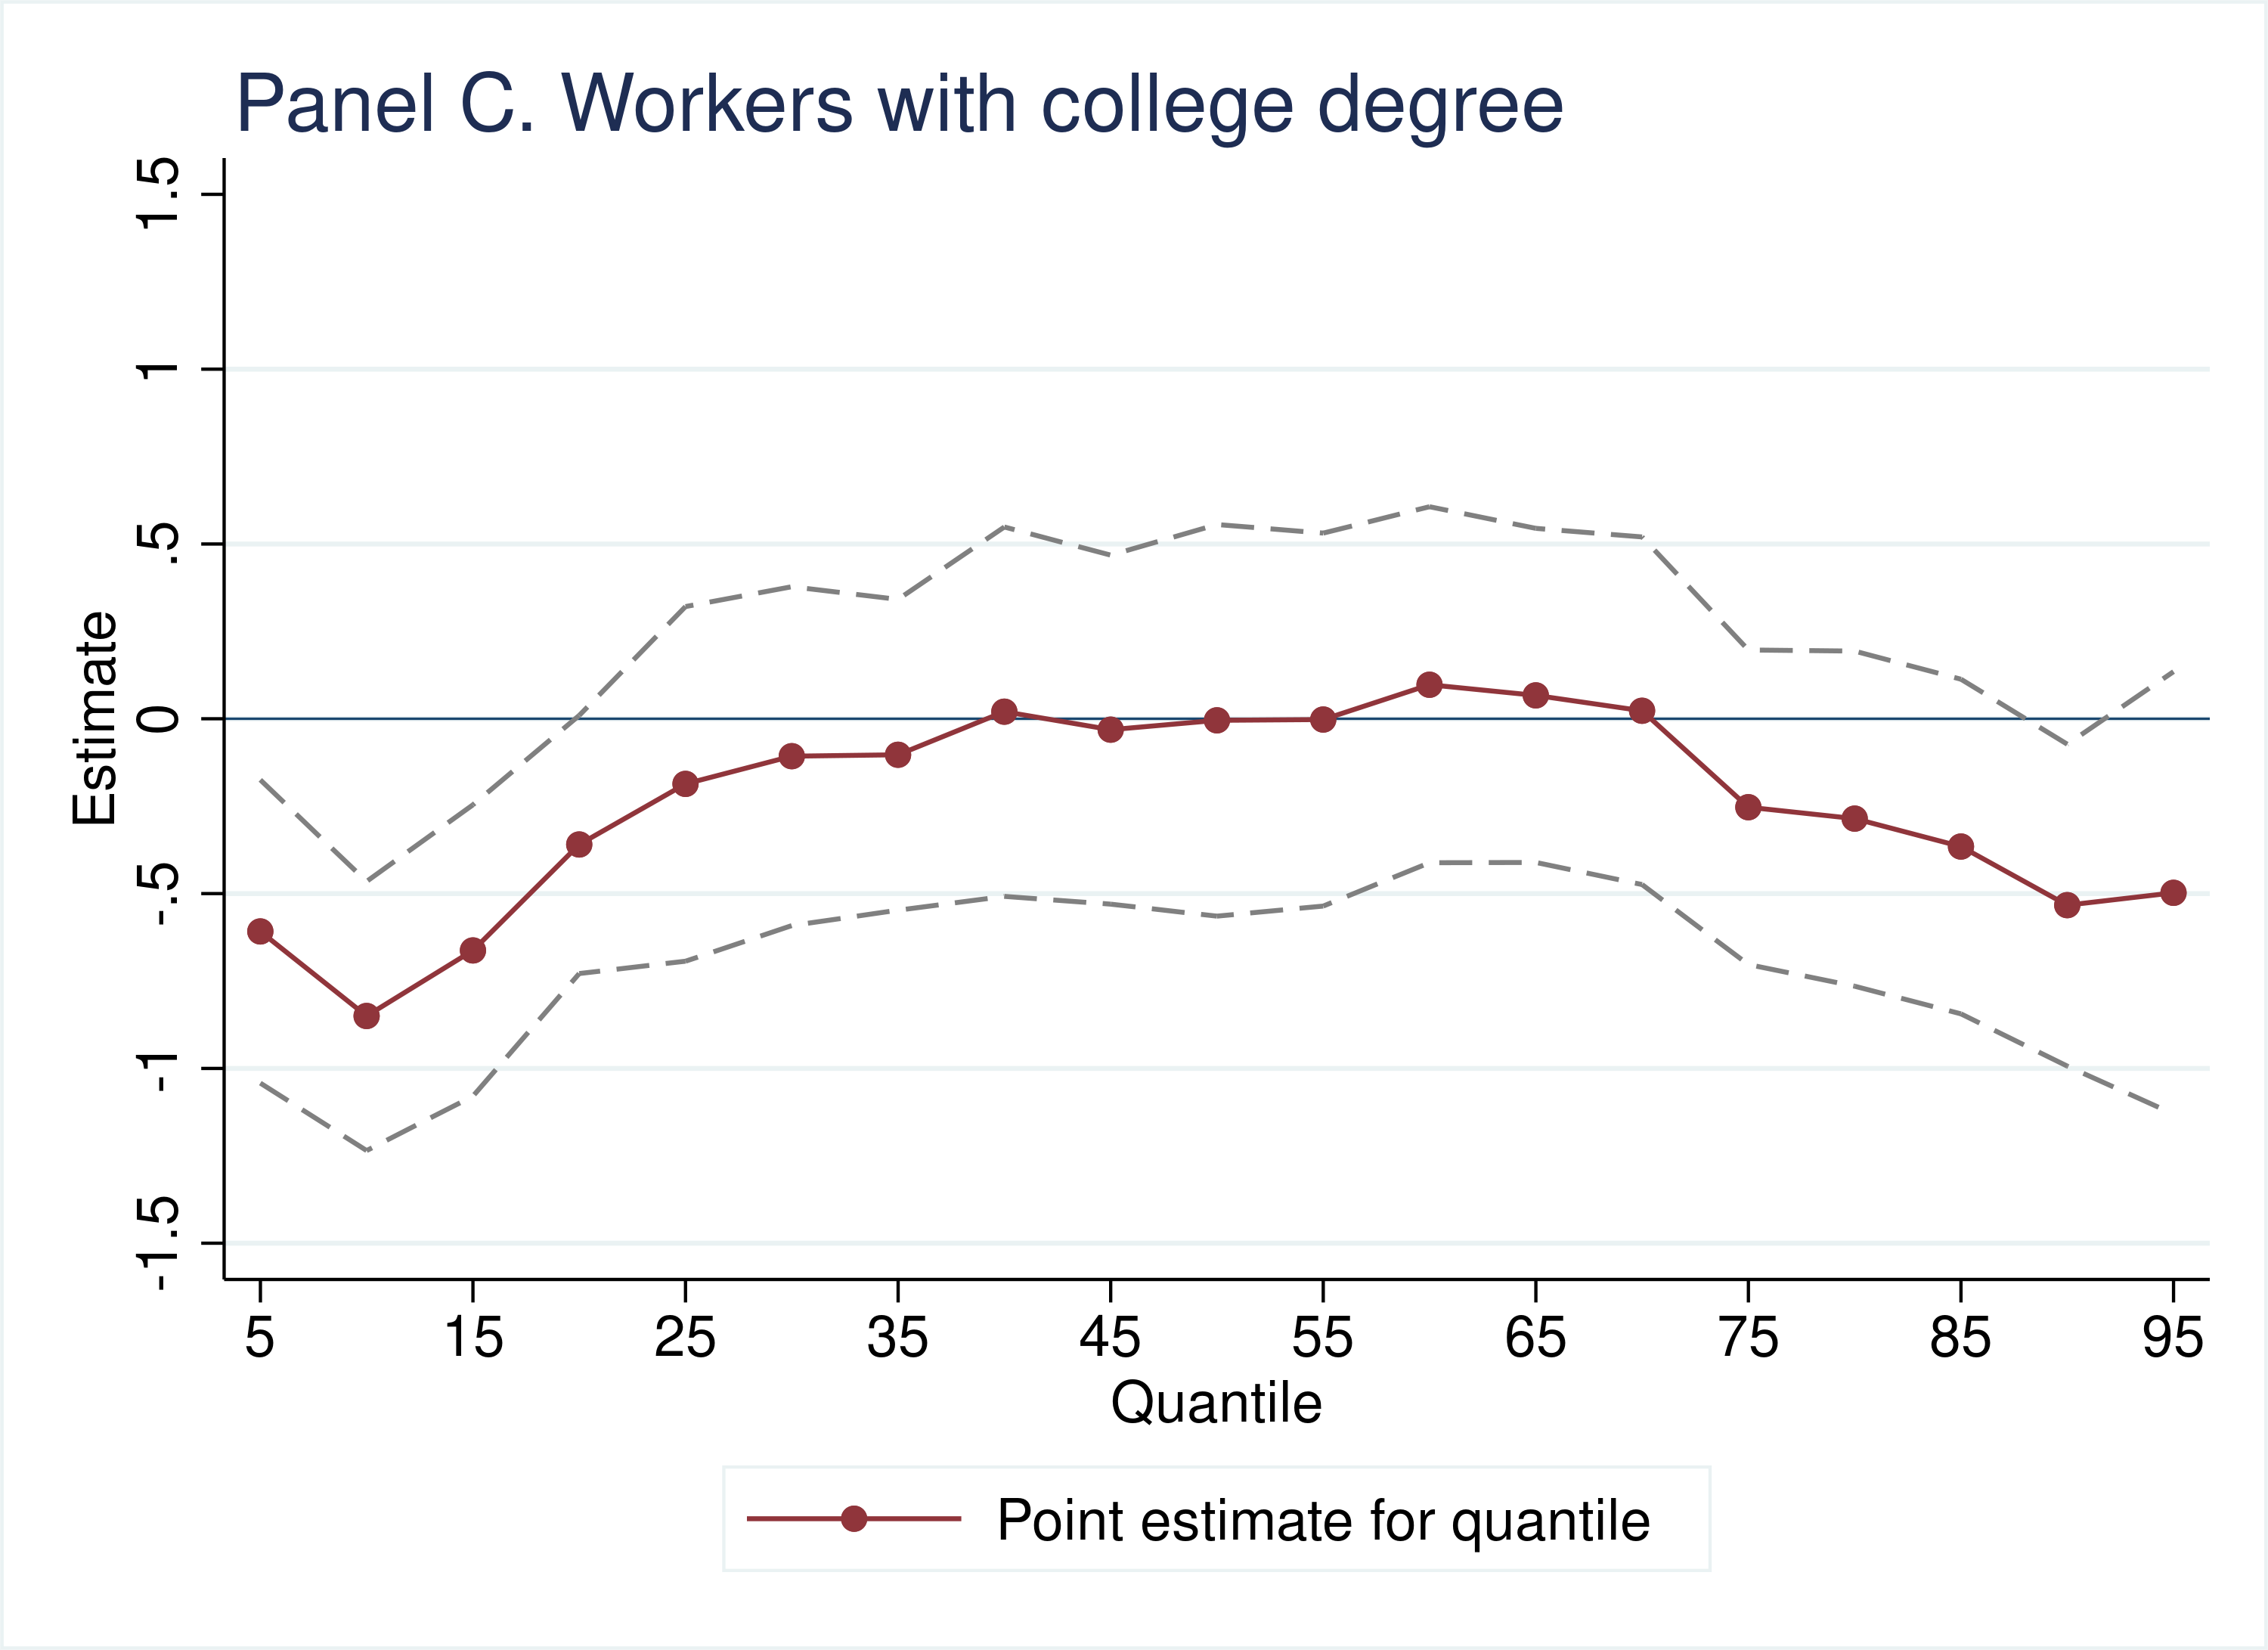 Panel C. Workers with college degree
Estimate
1.5
1
.5
0
-.5
-1
-1.5
5 15 25 35 45 55 65 75 85 95
Quantile
Point estimate for quantile